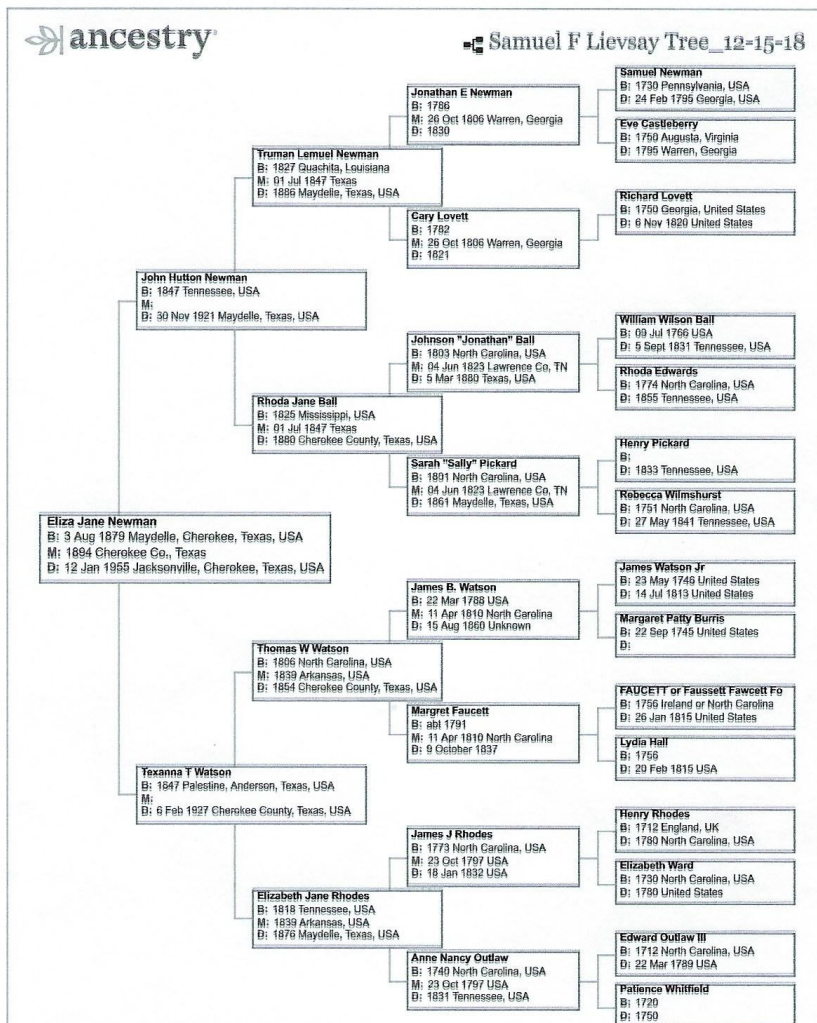 ancestry
Samuel F Lievsay Tree_12-15-18
Samuel Newman
B: 1730 Pennsylvania, USA
D: 24 Feb 1795 Georgia, USA
Jonathan E Newman
B: 1786
M: 26 Oct 1806 Warren, Georgia
D: 1830
Eve Castleberry
B: 1750 Augusta, Virginia
D: 1795 Warren, Georgia
Truman Lemuel Newman
B: 1827 Quachita, Louisiana
M: 01 Jul 1847 Texas
D: 1886 Maydelle, Texas, USA
Richard Lovett
B: 1750 Georgia, United States
D: 6 Nov 1820 United States
Cary Lovett
B: 1782
M: 26 Oct 1806 Warren, Georgia
D: 1821
John Hutton Newman
B: 1847 Tennessee, USA
M:
D: 30 Nov 1921 Maydelle, Texas, USA
William Wilson Ball
B: 09 Jul 1766 USA
D: 5 Sept 1831 Tennessee, USA
Johnson "Jonathan" Ball
B: 1803 North Carolina, USA
M: 04 Jun 1823 Lawrence Co, TN
D: 5 Mar 1880 Texas, USA
Rhoda Edwards
B: 1774 North Carolina, USA
D: 1855 Tennessee, USA
Rhoda Jane Ball
B: 1825 Mississippi, USA
M: 01 Jul 1847 Texas
D: 1880 Cherokee County, Texas, USA
Henry Pickard
B:
D: 1833 Tennessee, USA
Sarah "Sally" Pickard
B: 1801 North Carolina, USA
M: 04 Jun 1823 Lawrence Co, TN
D: 1861 Maydelle, Texas, USA
Rebecca Wilmshurst
B: 1751 North Carolina, USA
D: 27 May 1841 Tennessee, USA
Eliza Jane Newman
B: 3 Aug 1879 Maydelle, Cherokee, Texas, USA
M: 1894 Cherokee Co., Texas
D: 12 Jan 1955 Jacksonville, Cherokee, Texas, USA
James Watson Jr
B: 23 May 1746 United States
D: 14 Jul 1813 United States
James B. Watson
B: 22 Mar 1788 USA
M: 11 Apr 1810 North Carolina
D: 15 Aug 1860 Unknown
Margaret Patty Burris
B: 22 Sep 1745 United States
D:
Thomas W Watson
B: 1806 North Carolina, USA
M: 1839 Arkansas, USA
D: 1854 Cherokee County, Texas, USA
FAUCETT or Faussett Fawcett Fo
B: 1756 Ireland or North Carolina
D: 26 Jan 1815 United States
Margret Faucett
B: abt 1791
M: 11 Apr 1810 North Carolina
D: 9 October 1837
Lydia Hall
B: 1756
D: 20 Feb 1815 USA
Texanna T Watson
B: 1847 Palestine, Anderson, Texas, USA
M:
D: 6 Feb 1927 Cherokee County, Texas, USA
Henry Rhodes
B: 1712 England, UK
D: 1780 North Carolina, USA
James J Rhodes
B: 1773 North Carolina, USA
M: 23 Oct 1797 USA
D: 18 Jan 1832 USA
Elizabeth Ward
B: 1730 North Carolina, USA
D: 1780 United States
Elizabeth Jane Rhodes
B: 1818 Tennessee, USA
M: 1839 Arkansas, USA
D: 1876 Maydelle, Texas, USA
Edward Outlaw III
B: 1712 North Carolina, USA
D: 22 Mar 1789 USA
Anne Nancy Outlaw
B: 1740 North Carolina, USA
M: 23 Oct 1797 USA
D: 1831 Tennessee, USA
Patience Whitfield
B: 1720
D: 1750